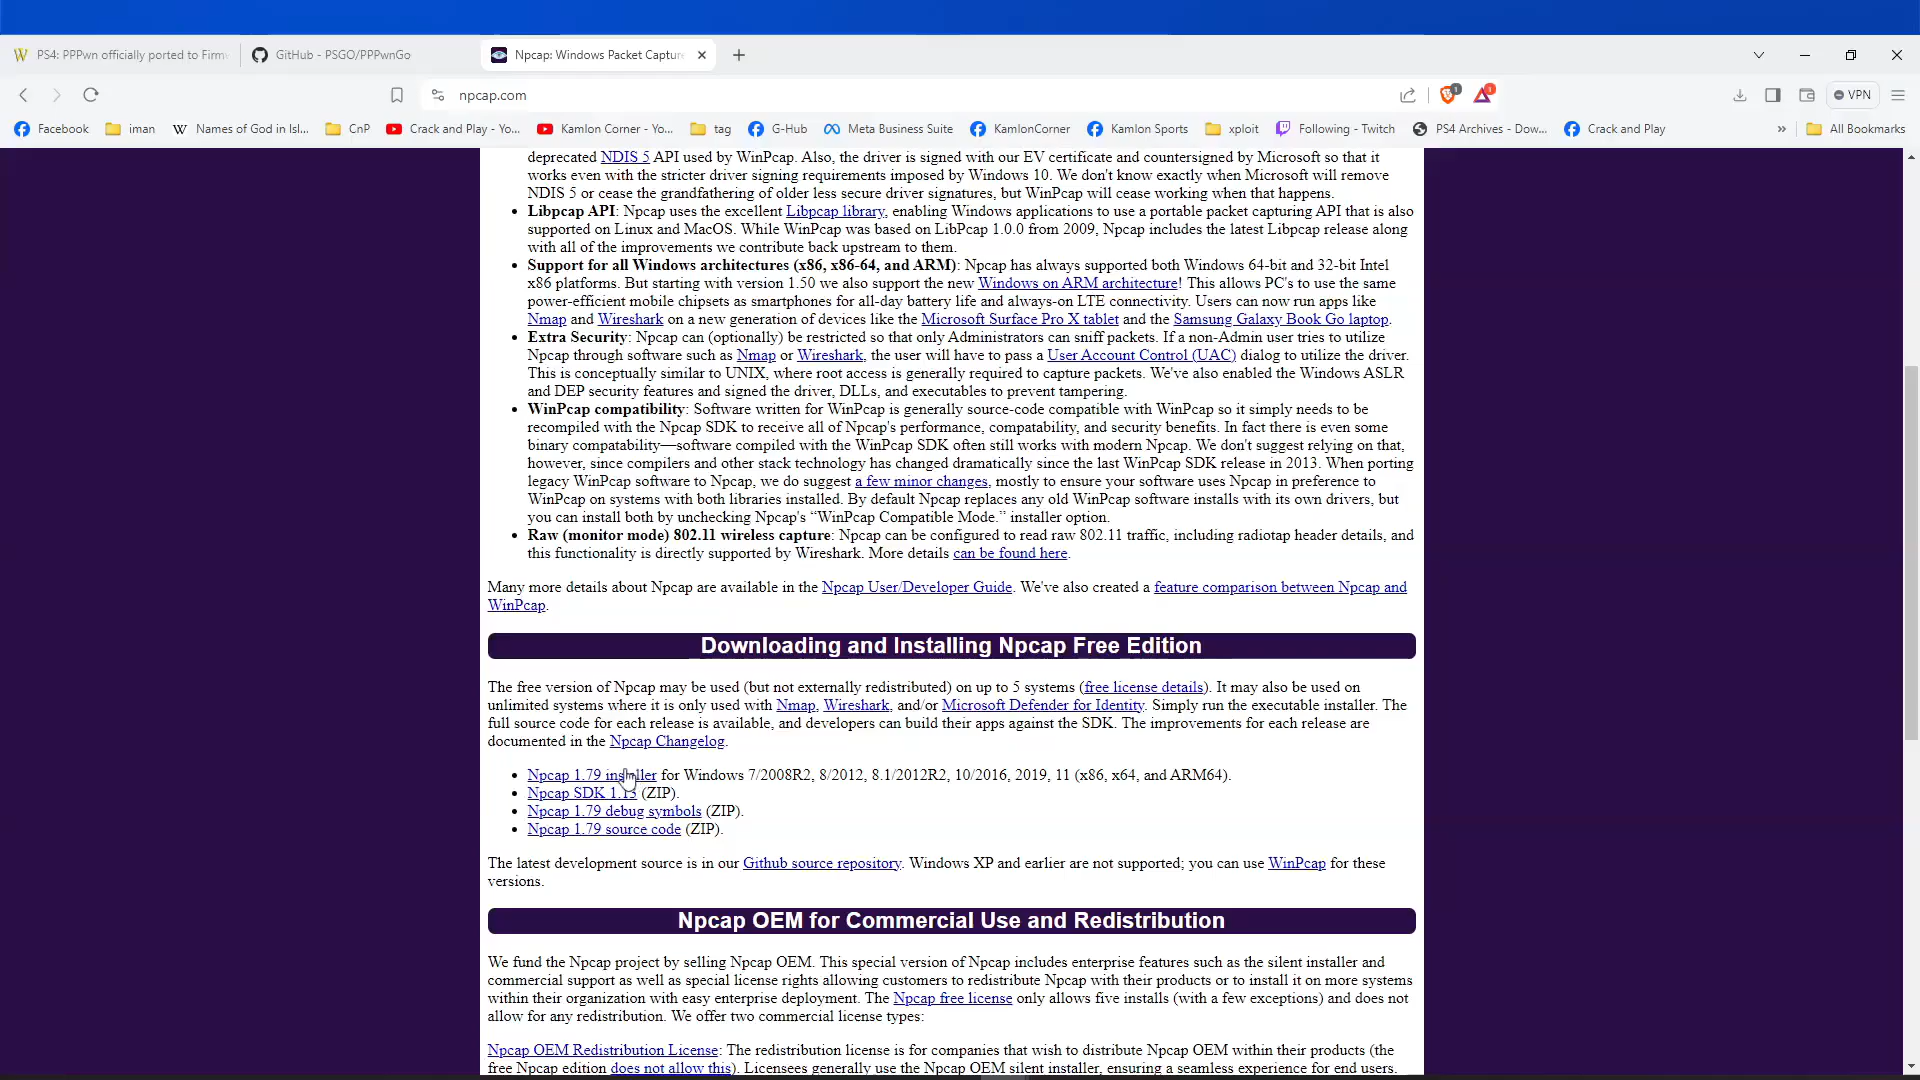 PS4: PPPwn officially ported to Firm
GitHub - PSGO/PPPwnGo
Npcap: Windows Packet Captur
npcap.com
VPN
Facebook
iman
Names of God in Isl...
CnP
Crack and Play - Yo...
Kamlon Corner - Yo...
tag
G-Hub
Meta Business Suite
KamlonCorner
Kamlon Sports
xploit
Following - Twitch
PS4 Archives - Dow...
Crack and Play
All Bookmarks
deprecated NDIS 5 API used by WinPcap. Also, the driver is signed with our EV certificate and countersigned by Microsoft so that it
works even with the stricter driver signing requirements imposed by Windows 10. We don't know exactly when Microsoft will remove
NDIS 5 or cease the grandfathering of older less secure driver signatures, but WinPcap will cease working when that happens.
• Libpcap API: Npcap uses the excellent Libpcap library, enabling Windows applications to use a portable packet capturing API that is also
supported on Linux and MacOS. While WinPcap was based on LibPcap 1.0.0 from 2009, Npcap includes the latest Libpcap release along
with all of the improvements we contribute back upstream to them.
• Support for all Windows architectures (x86, x86-64, and ARM): Npcap has always supported both Windows 64-bit and 32-bit Intel
x86 platforms. But starting with version 1.50 we also support the new Windows on ARM architecture! This allows PC's to use the same
power-efficient mobile chipsets as smartphones for all-day battery life and always-on LTE connectivity. Users can now run apps like
Nmap and Wireshark on a new generation of devices like the Microsoft Surface Pro X tablet and the Samsung Galaxy Book Go laptop.
• Extra Security: Npcap can (optionally) be restricted so that only Administrators can sniff packets. If a non-Admin user tries to utilize
Npcap through software such as Nmap or Wireshark, the user will have to pass a User Account Control (UAC) dialog to utilize the driver.
This is conceptually similar to UNIX, where root access is generally required to capture packets. We've also enabled the Windows ASLR
and DEP security features and signed the driver, DLLs, and executables to prevent tampering.
• WinPcap compatibility: Software written for WinPcap is generally source-code compatible with WinPcap so it simply needs to be
recompiled with the Npcap SDK to receive all of Npcap's performance, compatability, and security benefits. In fact there is even some
binary compatability—software compiled with the WinPcap SDK often still works with modern Npcap. We don't suggest relying on that,
however, since compilers and other stack technology has changed dramatically since the last WinPcap SDK release in 2013. When porting
legacy WinPcap software to Npcap, we do suggest a few minor changes, mostly to ensure your software uses Npcap in preference to
WinPcap on systems with both libraries installed. By default Npcap replaces any old WinPcap software installs with its own drivers, but
you can install both by unchecking Npcap's “WinPcap Compatible Mode.” installer option.
• Raw (monitor mode) 802.11 wireless capture: Npcap can be configured to read raw 802.11 traffic, including radiotap header details, and
this functionality is directly supported by Wireshark. More details can be found here.
Many more details about Npcap are available in the Npcap User/Developer Guide. We've also created a feature comparison between Npcap and
WinPcap.
Downloading and Installing Npcap Free Edition
The free version of Npcap may be used (but not externally redistributed) on up to 5 systems (free license details). It may also be used on
unlimited systems where it is only used with Nmap, Wireshark, and/or Microsoft Defender for Identity. Simply run the executable installer. The
full source code for each release is available, and developers can build their apps against the SDK. The improvements for each release are
documented in the Npcap Changelog.
• Npcap 1.79 installer for Windows 7/2008R2, 8/2012, 8.1/2012R2, 10/2016, 2019, 11 (x86, x64, and ARM64).
• Npcap SDK 1.13 (ZIP).
• Npcap 1.79 debug symbols (ZIP).
• Npcap 1.79 source code (ZIP).
The latest development source is in our Github source repository. Windows XP and earlier are not supported; you can use WinPcap for these
versions.
Npcap OEM for Commercial Use and Redistribution
We fund the Npcap project by selling Npcap OEM. This special version of Npcap includes enterprise features such as the silent installer and
commercial support as well as special license rights allowing customers to redistribute Npcap with their products or to install it on more systems
within their organization with easy enterprise deployment. The Npcap free license only allows five installs (with a few exceptions) and does not
allow for any redistribution. We offer two commercial license types:
Npcap OEM Redistribution License: The redistribution license is for companies that wish to distribute Npcap OEM within their products (the
free Npcap edition does not allow this). Licensees generally use the Npcap OEM silent installer, ensuring a seamless experience for end users.